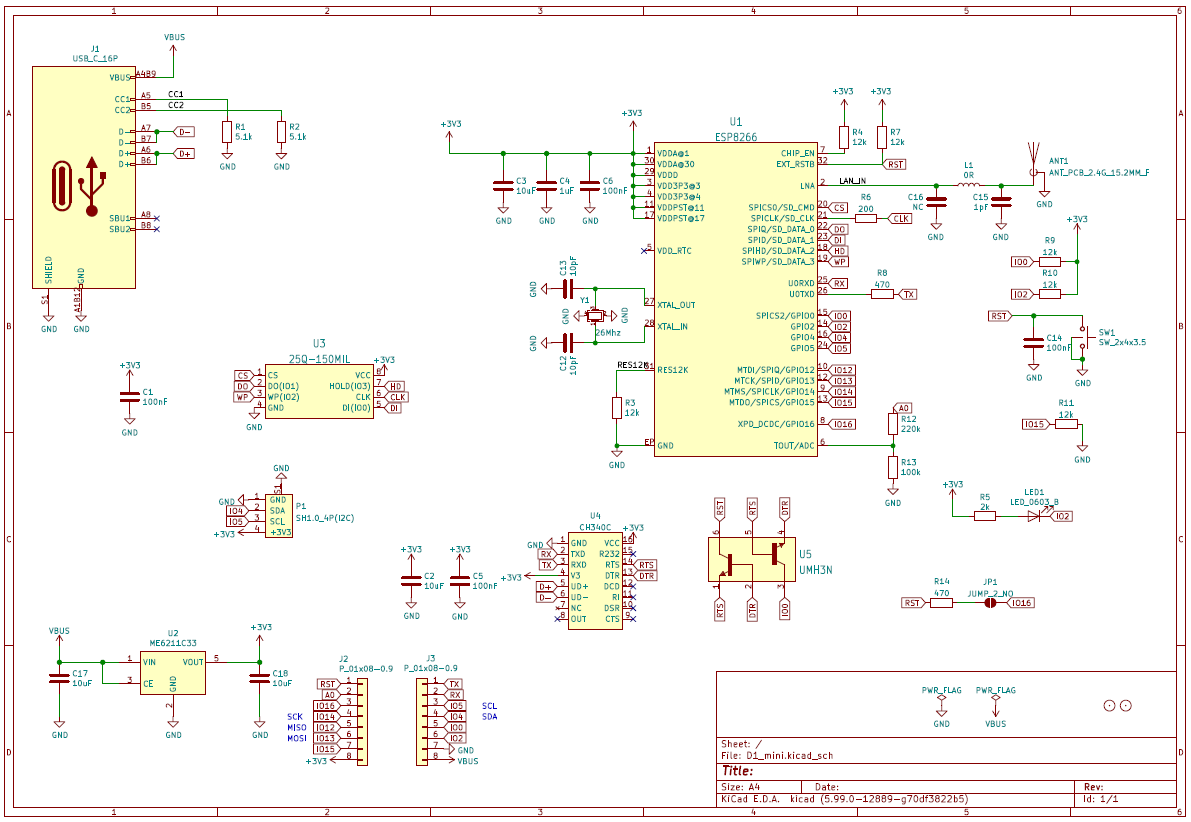 1 2 3 4 5 6
A
B
C
D
J1
USB_C_16P
VBUS
VBUS A4B9
CC1 A5 CC1
CC2 B5 CC2
D- A7 D-
D- B7
D+ A6 D+
D+ B6
SBU1 A8
SBU2 B8
SHIELD GND
S1 A1B12
GND GND
R1
5.1k
GND
R2
5.1k
GND
+3V3
C3
10uF
GND
C4
1uF
GND
C6
100nF
GND
+3V3
U1
ESP8266
1 VDDA@1
30 VDDA@30
29 VDDD
3 VDD3P3@3
4 VDD3P3@4
11 VDDPST@11
17 VDDPST@17
5 VDD_RTC
27 XTAL_OUT
28 XTAL_IN
RES12K 31 RES12K
EP GND
CHIP_EN 7
EXT_RSTB 32 RST
LNA 2 LAN_IN
SPICSO/SD_CMD 20 CS
SPICLK/SD_CLK 21
SPIQ/SD_DATA_0 22 DO
SPID/SD_DATA_1 23 DI
SPIHD/SD_DATA_2 18 HD
SPIWP/SD_DATA_3 19 WP
UORXD 25 RX
UOTXD 26
SPICS2/GPIO0 15 IO0
GPIO2 14 IO2
GPIO4 16 IO4
GPIO5 24 IO5
MTDI/SPIQ/GPIO12 10 IO12
MTCK/SPID/GPIO13 12 IO13
MTMS/SPICLK/GPIO14 9 IO14
MTDO/SPICS/GPIO15 13 IO15
XPD_DCDC/GPIO16 8 IO16
TOUT/ADC 6
+3V3
R4
12k
+3V3
R7
12k
L1
0R
C16
NC
GND
C15
1pF
GND
ANT1
ANT_PCB_2.4G_15.2MM_F
GND
R6
200
CLK
R8
470
TX
+3V3
R9
12k
IO0
R10
12k
IO2
RST
C14
100nF
GND
SW1
SW_2x4x3.5
GND
R11
12k
IO15
GND
A0
R12
220k
R13
100k
GND
C13
10pF
GND
Y1
GND GND
26Mhz
C12
10pF
GND
R3
12k
GND
+3V3
C1
100nF
GND
U3
25Q-150MIL
+3V3
CS 1 CS VCC 8
DO 2 DO(IO1) HOLD(IO3) 7 HD
WP 3 WP(IO2) CLK 6 CLK
4 GND DI(IO0) 5 DI
GND
GND
S1
P1
SH1.0_4P(I2C)
GND 1 GND
IO4 2 SDA
IO5 3 SCL
+3V3 4 +3V3
+3V3
C2
10uF
GND
+3V3
C5
100nF
GND
U4
CH340C
+3V3
GND 1 GND VCC 16
RX 2 TXD R232 15
TX 3 RXD RTS 14 RTS
+3V3 4 V3 DTR 13 DTR
D+ 5 UD+ DCD 12
D- 6 UD- RI 11
7 NC DSR 10
8 OUT CTS 9
RST RTS DTR
6 5 4
U5
UMH3N
1 2 3
RTS DTR IO0
+3V3
R5
2k
LED1
LED_0603_B
IO2
RST
R14
470
JP1
JUMP_2_NO
IO16
VBUS
C17
10uF
GND
U2
ME6211C33
1 VIN VOUT 5
3 CE
GND
2
GND
+3V3
C18
10uF
GND
J2
P_01x08-0.9
RST 1
A0 2
IO16 3
SCK IO14 4
MISO IO12 5
MOSI IO13 6
IO15 7
+3V3 8
J3
P_01x08-0.9
1 TX
2 RX
3 IO5 SCL
4 IO4 SDA
5 IO0
6 IO2
7 GND
8 VBUS
PWR_FLAG PWR_FLAG
GND VBUS
Sheet: /
File: D1_mini.kicad_sch
Title:
Size: A4 Date: Rev:
KiCad E.D.A. kicad (5.99.0-12889-g70df3822b5) Id: 1/1
1 2 3 4 5 6
A
B
C
D